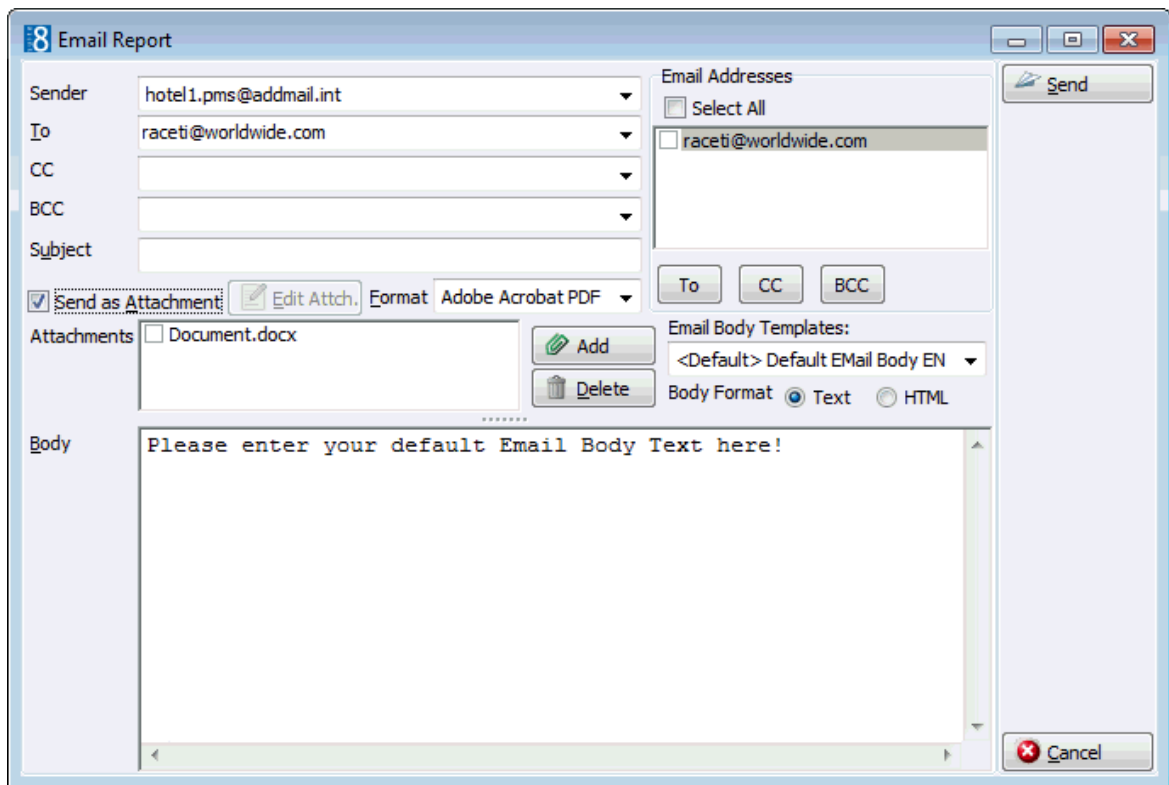 8 Email Report
Sender hotel1.pms@addmail.int
To raceti@worldwide.com
CC
BCC
Subject
Send as Attachment Edit Attch. Format Adobe Acrobat PDF
Attachments Document.docx
Add
Delete
Email Addresses
Select All
raceti@worldwide.com
To CC BCC
Email Body Templates:
<Default> Default EMail Body EN
Body Format Text HTML
Body Please enter your default Email Body Text here!
Send
Cancel